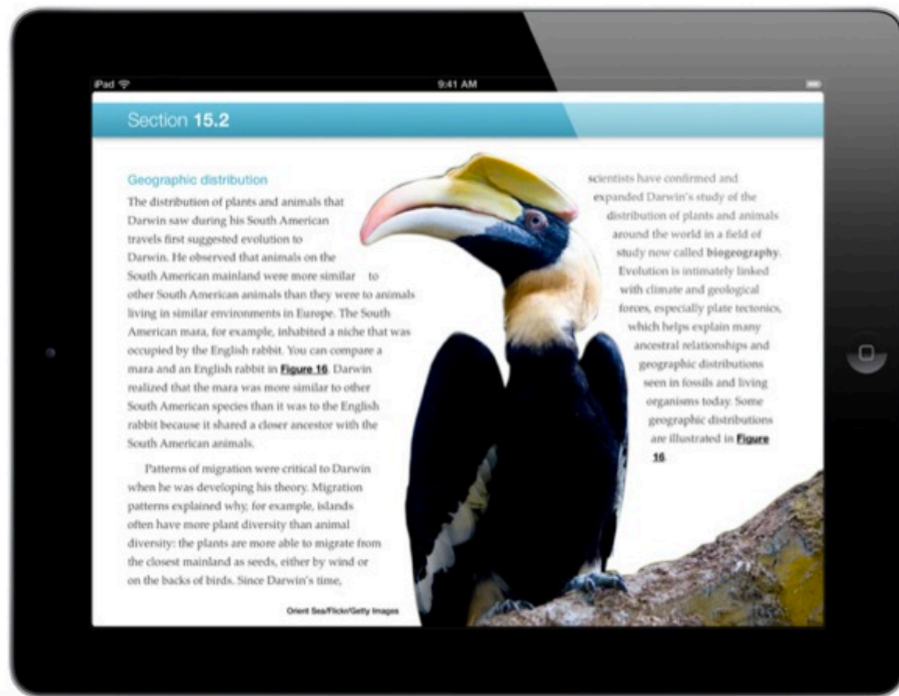 iPad
9:41 AM
Section 15.2
Geographic distribution
The distribution of plants and animals that
Darwin saw during his South American
travels first suggested evolution to
Darwin. He observed that animals on the
South American mainland were more similar to
other South American animals than they were to animals
living in similar environments in Europe. The South
American mara, for example, inhabited a niche that was
occupied by the English rabbit. You can compare a
mara and an English rabbit in Figure 16. Darwin
realized that the mara was more similar to other
South American species than it was to the English
rabbit because it shared a closer ancestor with the
South American animals.
Patterns of migration were critical to Darwin
when he was developing his theory. Migration
patterns explained why, for example, islands
often have more plant diversity than animal
diversity: the plants are more able to migrate from
the closest mainland as seeds, either by wind or
on the backs of birds. Since Darwin's time,
Orient Sea/Flickr/Getty Images
scientists have confirmed and
expanded Darwin's study of the
distribution of plants and animals
around the world in a field of
study now called biogeography.
Evolution is intimately linked
with climate and geological
forces, especially plate tectonics,
which helps explain many
ancestral relationships and
geographic distributions
seen in fossils and living
organisms today. Some
geographic distributions
are illustrated in Figure
16.